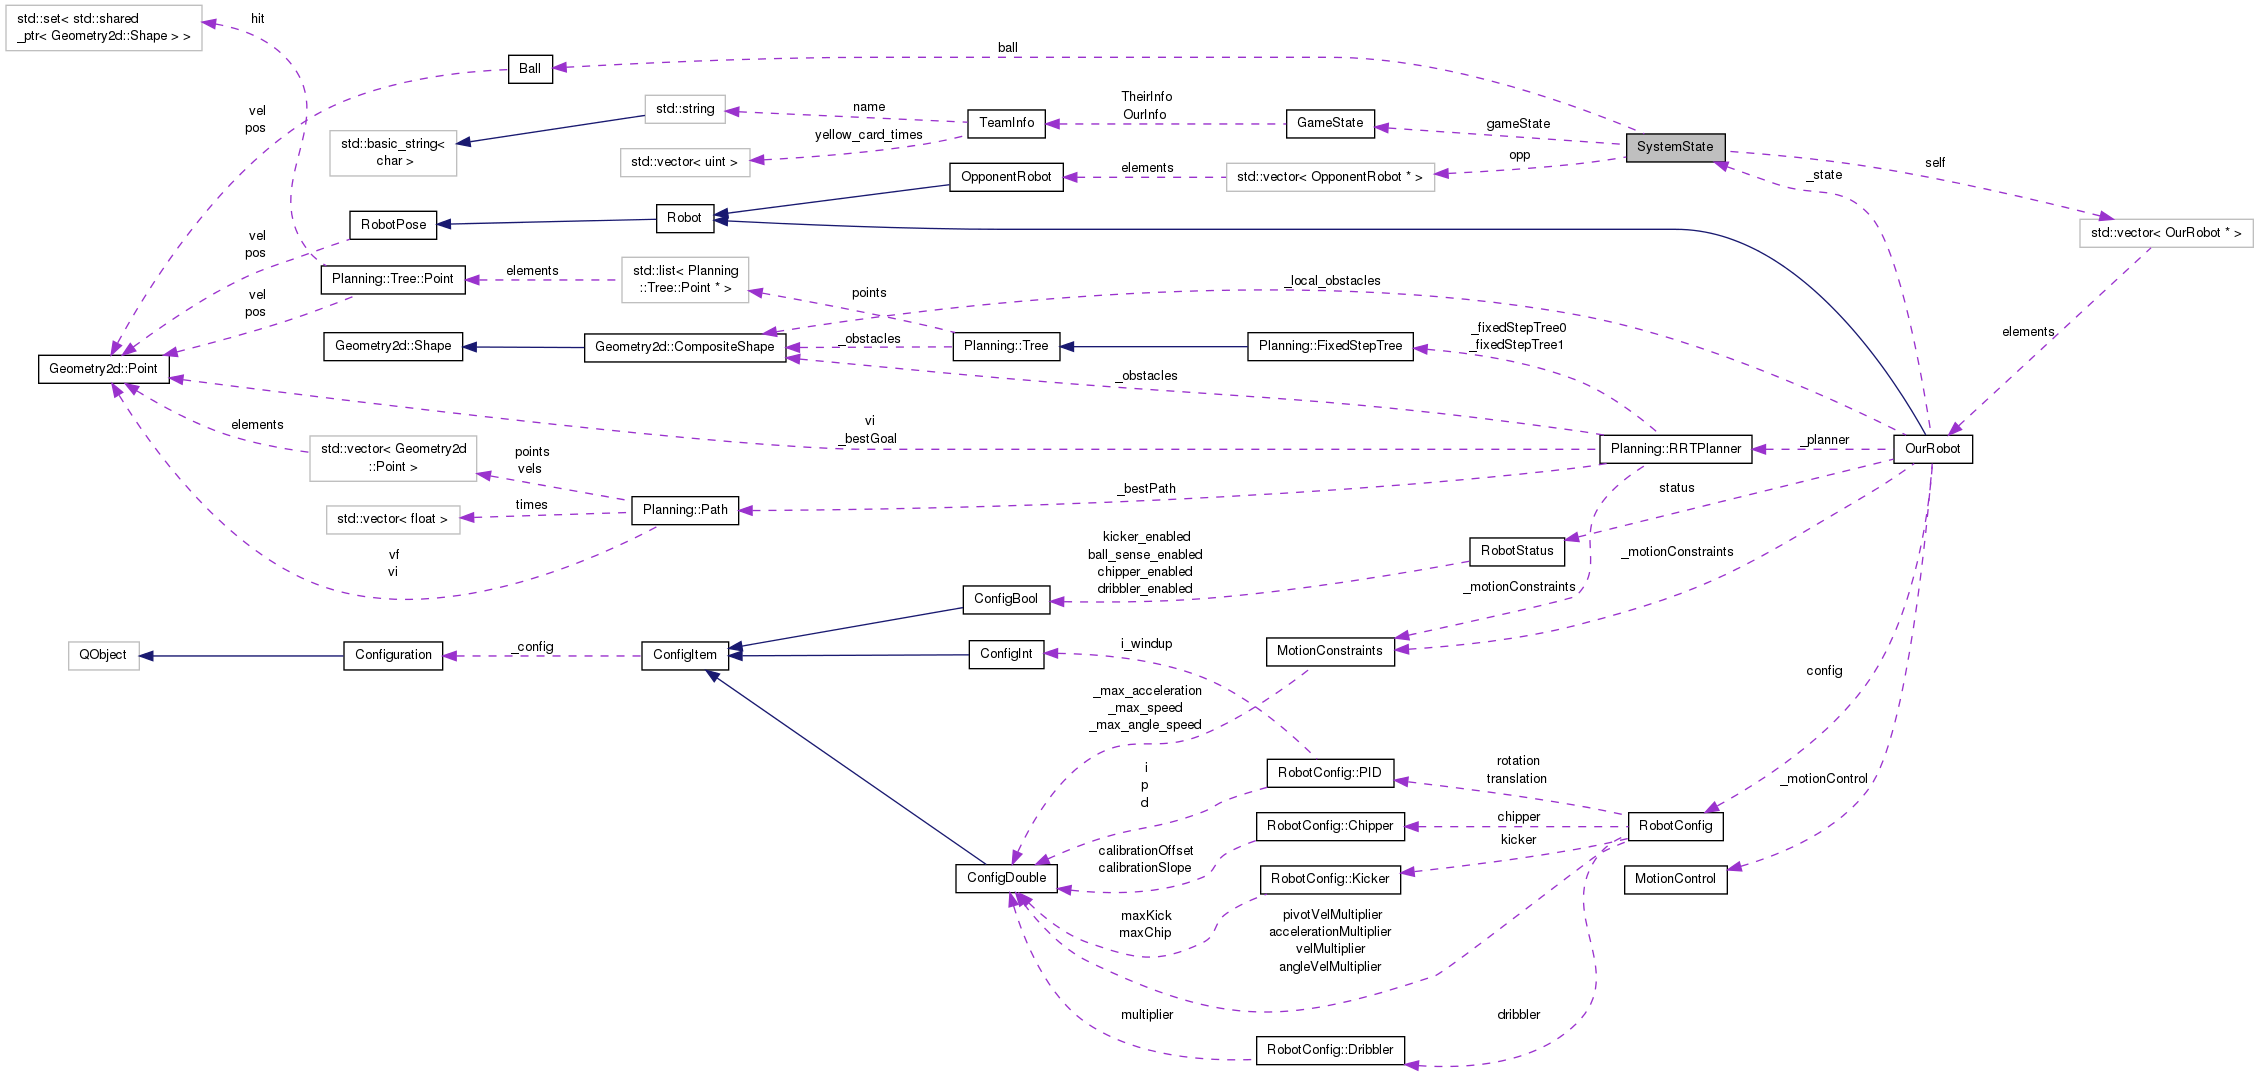 std::set< std::shared
_ptr< Geometry2d::Shape > >
hit
ball
Ball
vel
pos
std::string
name
TeamInfo
TheirInfo
OurInfo
GameState
gameState
SystemState
yellow_card_times
std::basic_string<
char >
std::vector< uint >
opp
self
_state
OpponentRobot
elements
std::vector< OpponentRobot * >
RobotPose
Robot
std::vector< OurRobot * >
vel
pos
Planning::Tree::Point
elements
std::list< Planning
::Tree::Point * >
points
_local_obstacles
vel
pos
Geometry2d::Shape
Geometry2d::CompositeShape
_obstacles
Planning::Tree
Planning::FixedStepTree
_fixedStepTree0
_fixedStepTree1
elements
Geometry2d::Point
_obstacles
vi
_bestGoal
elements
std::vector< Geometry2d
::Point >
points
vels
Planning::RRTPlanner
_planner
OurRobot
_bestPath
status
times
std::vector< float >
Planning::Path
vf
vi
kicker_enabled
ball_sense_enabled
chipper_enabled
dribbler_enabled
RobotStatus
_motionConstraints
_motionConstraints
ConfigBool
QObject
Configuration
_config
ConfigItem
ConfigInt
i_windup
MotionConstraints
config
_max_acceleration
_max_speed
_max_angle_speed
i
p
d
RobotConfig::PID
rotation
translation
_motionControl
RobotConfig::Chipper
chipper
RobotConfig
kicker
calibrationOffset
calibrationSlope
ConfigDouble
RobotConfig::Kicker
MotionControl
maxKick
maxChip
pivotVelMultiplier
accelerationMultiplier
velMultiplier
angleVelMultiplier
multiplier
dribbler
RobotConfig::Dribbler